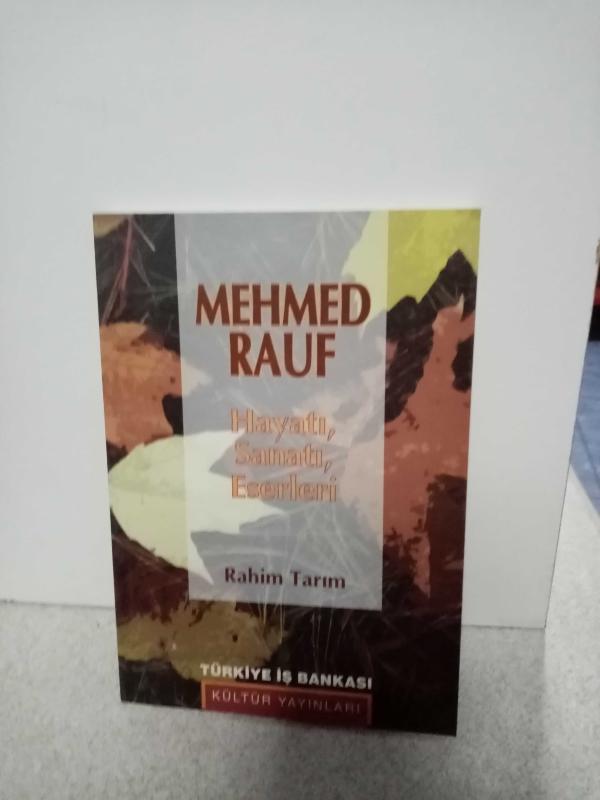 MEHMED
RAUF
Hayatı,
Sanatı,
Eserleri
Rahim Tarım
TÜRKİYE İŞ BANKASI
KÜLTÜR YAYINLARI